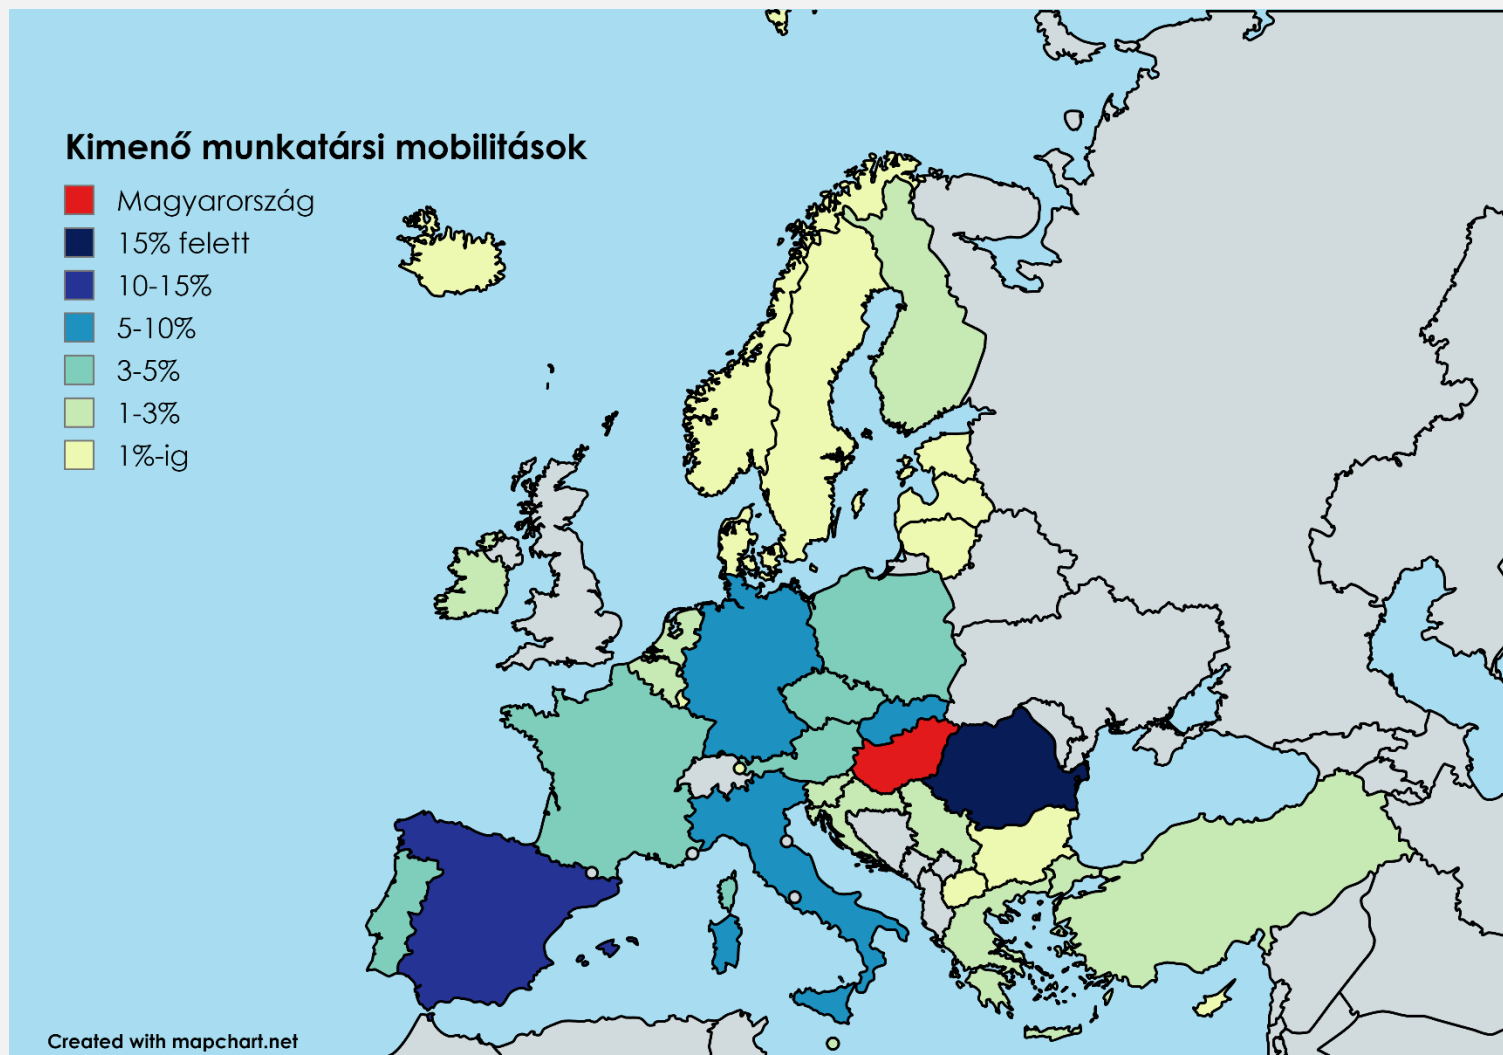 Kimenő munkatársi mobilitások
Magyarország
15% felett
10-15%
5-10%
3-5%
1-3%
1%-ig
Created with mapchart.net